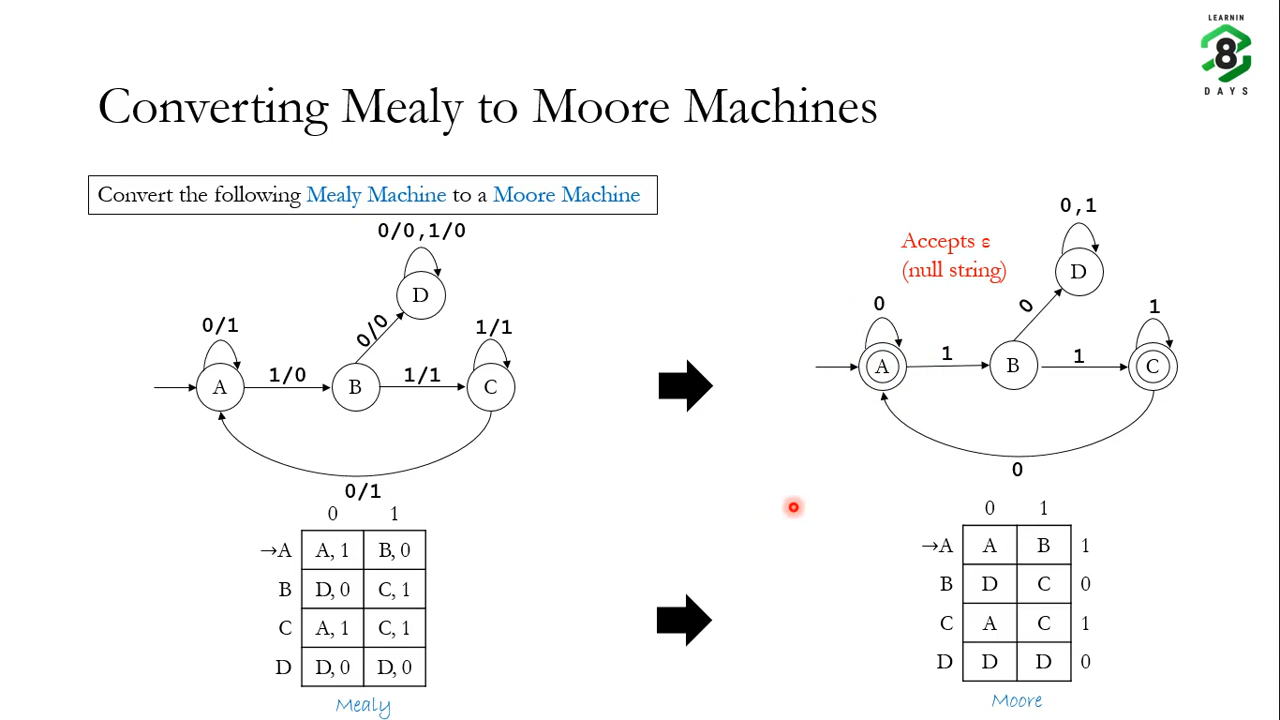 LEARNIN
8
DAYS
Converting Mealy to Moore Machines
Convert the following Mealy Machine to a Moore Machine
0/0,1/0
D
0/1
0/0
1/1
A
1/0
B
1/1
C
0/1
0,1
Accepts ε
(null string)
D
0
0
1
A
1
B
1
C
0
0 1
→A A, 1 B, 0
B D, 0 C, 1
C A, 1 C, 1
D D, 0 D, 0
Mealy
0 1
→A A B 1
B D C 0
C A C 1
D D D 0
Moore